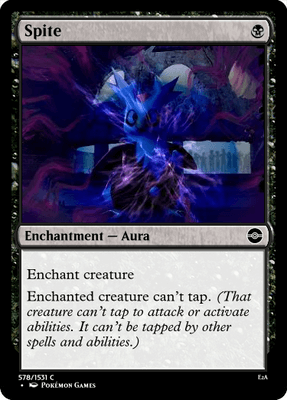 Spite
Enchantment — Aura
Enchant creature
Enchanted creature can't tap. (That
creature can't tap to attack or activate
abilities. It can't be tapped by other
spells and abilities.)
578/1531 C
EzA
• Pokémon Games